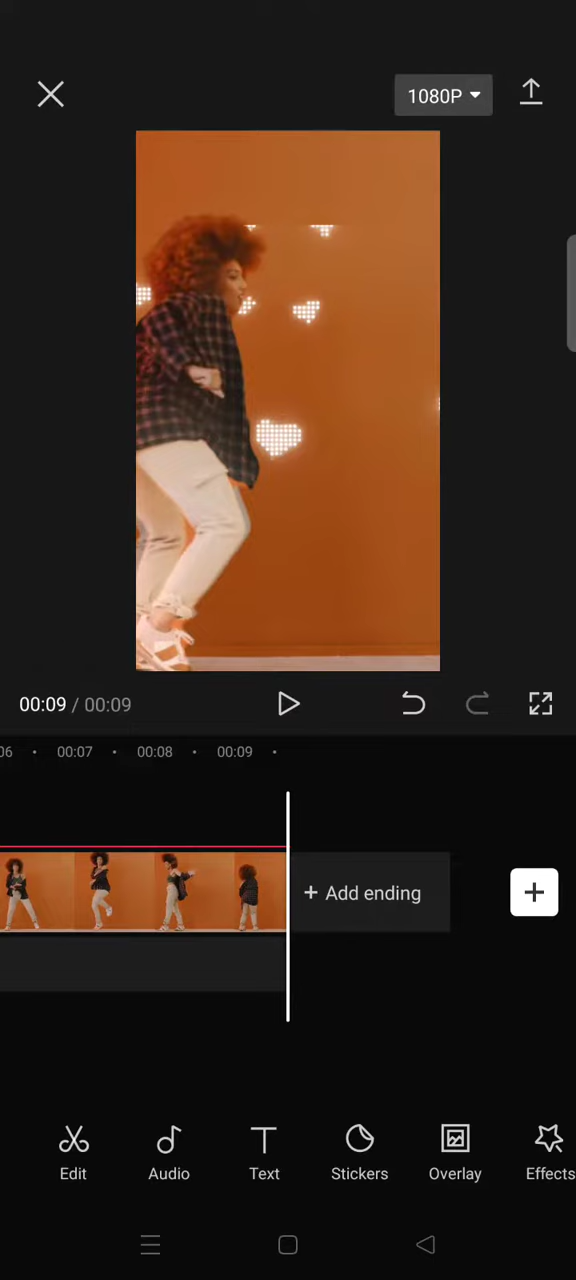 1080P
00:09 / 00:09
06 00:07 00:08 00:09
+ Add ending
Edit Audio Text Stickers Overlay Effects